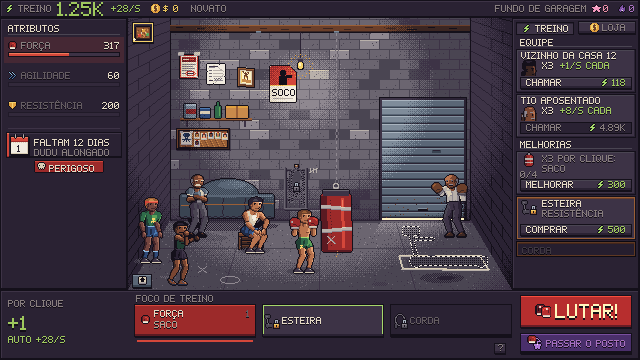 TREINO 1.25K +28/S $ 0 NOVATO FUNDO DE GARAGEM 0 0
ATRIBUTOS
FORÇA 317
AGILIDADE 60
RESISTÊNCIA 200
1 FALTAM 12 DIAS
DUDU ALONGADO
PERIGOSO
SOCO
TREINO LOJA
EQUIPE
VIZINHO DA CASA 12
X3 +1/S CADA
CHAMAR 118
TIO APOSENTADO
X3 +8/S CADA
CHAMAR 4.89K
MELHORIAS
X3 POR CLIQUE
SACO
0/4
MELHORAR 300
ESTEIRA
RESISTÊNCIA
COMPRAR 500
CORDA
POR CLIQUE
+1
AUTO +28/S
FOCO DE TREINO
FORÇA 1
SACO
ESTEIRA
CORDA
?
LUTAR!
PASSAR O POSTO